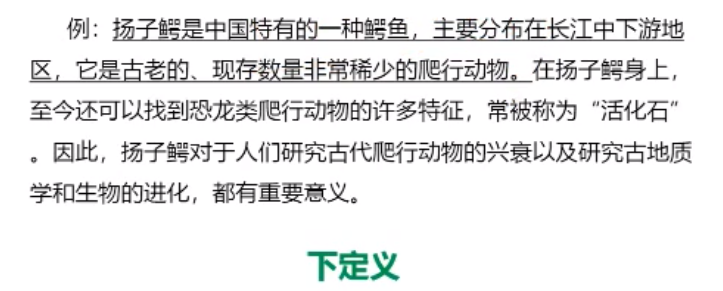 例：扬子鳄是中国特有的一种鳄鱼，主要分布在长江中下游地
区，它是古老的、现存数量非常稀少的爬行动物。在扬子鳄身上，
至今还可以找到恐龙类爬行动物的许多特征，常被称为“活化石”
。因此，扬子鳄对于人们研究古代爬行动物的兴衰以及研究古地质
学和生物的进化，都有重要意义。
下定义